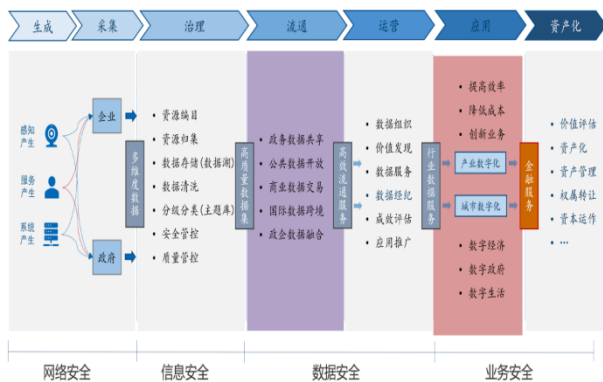 生成
采集
治理
流通
运营
应用
资产化
感知
产生
服务
产生
系统
产生
企业
政府
多维度数据
• 资源编目
• 资源归集
• 数据存储(数据湖)
• 数据清洗
• 分级分类(主题库)
• 安全管控
• 质量管控
高质量数据集
• 政务数据共享
• 公共数据开放
• 商业数据交易
• 国际数据跨境
• 政企数据融合
高效流通服务
• 数据组织
• 价值发现
• 数据服务
• 数据经纪
• 成效评估
• 应用推广
行业数据服务
• 提高效率
• 降低成本
• 创新业务
产业数字化
城市数字化
• 数字经济
• 数字政府
• 数字生活
金融服务
• 价值评估
• 资产化
• 资产管理
• 权属转让
• 资本运作
• ...
网络安全
信息安全
数据安全
业务安全